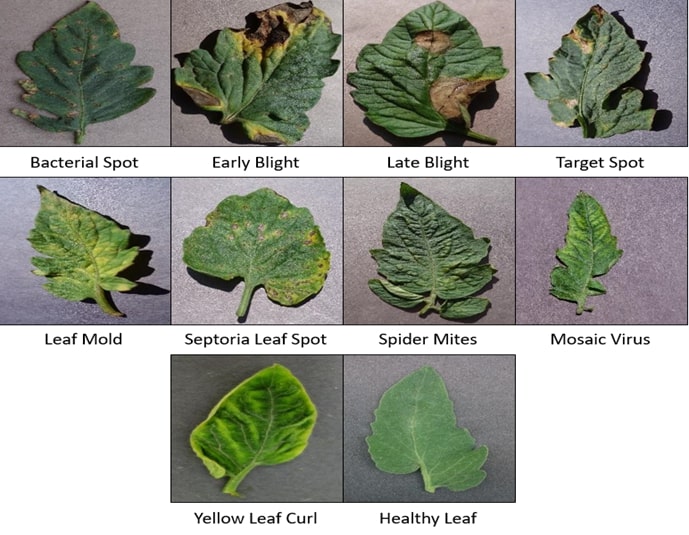 Bacterial Spot
Early Blight
Late Blight
Target Spot
Leaf Mold
Septoria Leaf Spot
Spider Mites
Mosaic Virus
Yellow Leaf Curl
Healthy Leaf